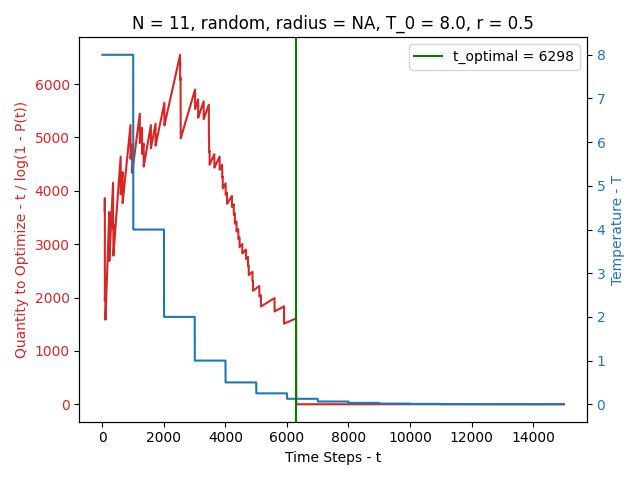 N = 11, random, radius = NA, T_0 = 8.0, r = 0.5
t_optimal = 6298
Quantity to Optimize - t / log(1 - P(t))
6000
5000
4000
3000
2000
1000
0
8
7
6
5
4
3
2
1
0
Temperature - T
0 2000 4000 6000 8000 10000 12000 14000
Time Steps - t